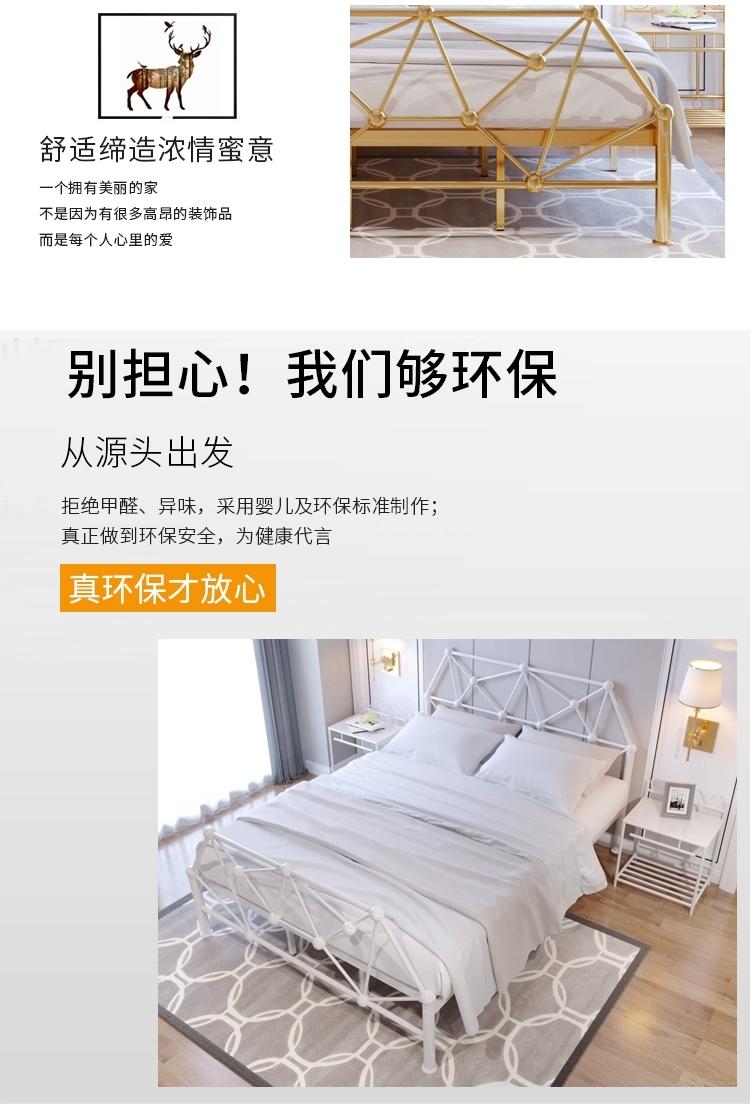 舒适缔造浓情蜜意
一个拥有美丽的家
不是因为有很多高昂的装饰品
而是每个人心里的爱
别担心！我们够环保
从源头出发
拒绝甲醛、异味，采用婴儿及环保标准制作；
真正做到环保安全，为健康代言
真环保才放心